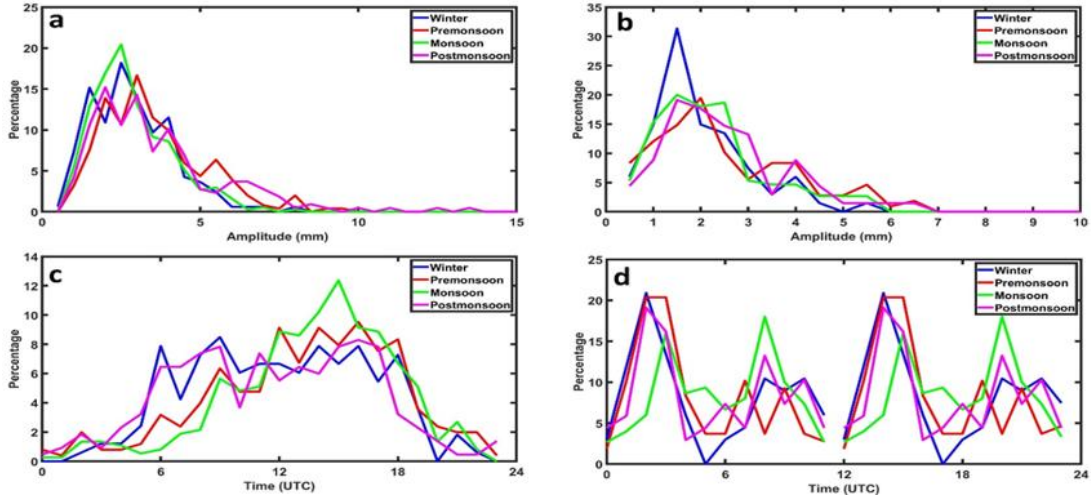 a
Winter
Premonsoon
Monsoon
Postmonsoon
Percentage
25
20
15
10
5
0
0 5 10 15
Amplitude (mm)
b
Winter
Premonsoon
Monsoon
Postmonsoon
Percentage
35
30
25
20
15
10
5
0
1 2 3 4 5 6 7 8 9 10
Amplitude (mm)
c
Winter
Premonsoon
Monsoon
Postmonsoon
Percentage
14
12
10
8
6
4
2
0
0 6 12 18 24
Time (UTC)
d
Winter
Premonsoon
Monsoon
Postmonsoon
Percentage
25
20
15
10
5
0
0 6 12 18 24
Time (UTC)